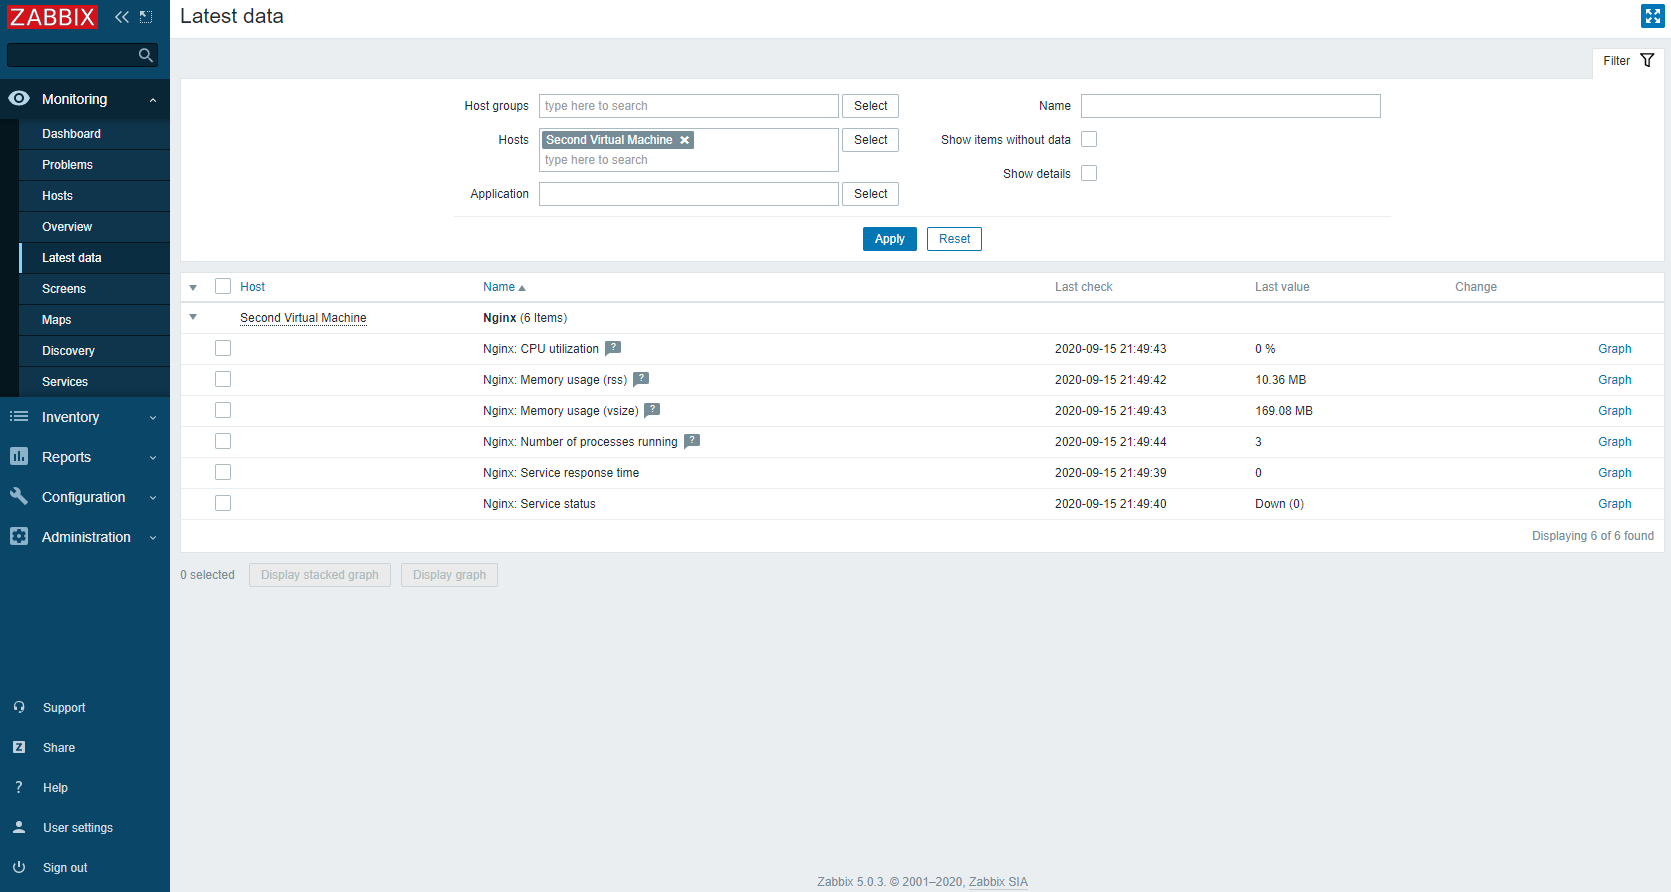 ZABBIX
Latest data
Filter
Monitoring
Dashboard
Problems
Hosts
Overview
Latest data
Screens
Maps
Discovery
Services
Inventory
Reports
Configuration
Administration
Support
Share
Help
User settings
Sign out
Host groups type here to search Select
Hosts Second Virtual Machine Select
type here to search
Application Select
Name
Show items without data
Show details
Apply Reset
Host Name Last check Last value Change
Second Virtual Machine Nginx (6 Items)
Nginx: CPU utilization ? 2020-09-15 21:49:43 0 % Graph
Nginx: Memory usage (rss) ? 2020-09-15 21:49:42 10.36 MB Graph
Nginx: Memory usage (vsize) ? 2020-09-15 21:49:43 169.08 MB Graph
Nginx: Number of processes running ? 2020-09-15 21:49:44 3 Graph
Nginx: Service response time 2020-09-15 21:49:39 0 Graph
Nginx: Service status 2020-09-15 21:49:40 Down (0) Graph
Displaying 6 of 6 found
0 selected Display stacked graph Display graph
Zabbix 5.0.3. © 2001–2020, Zabbix SIA